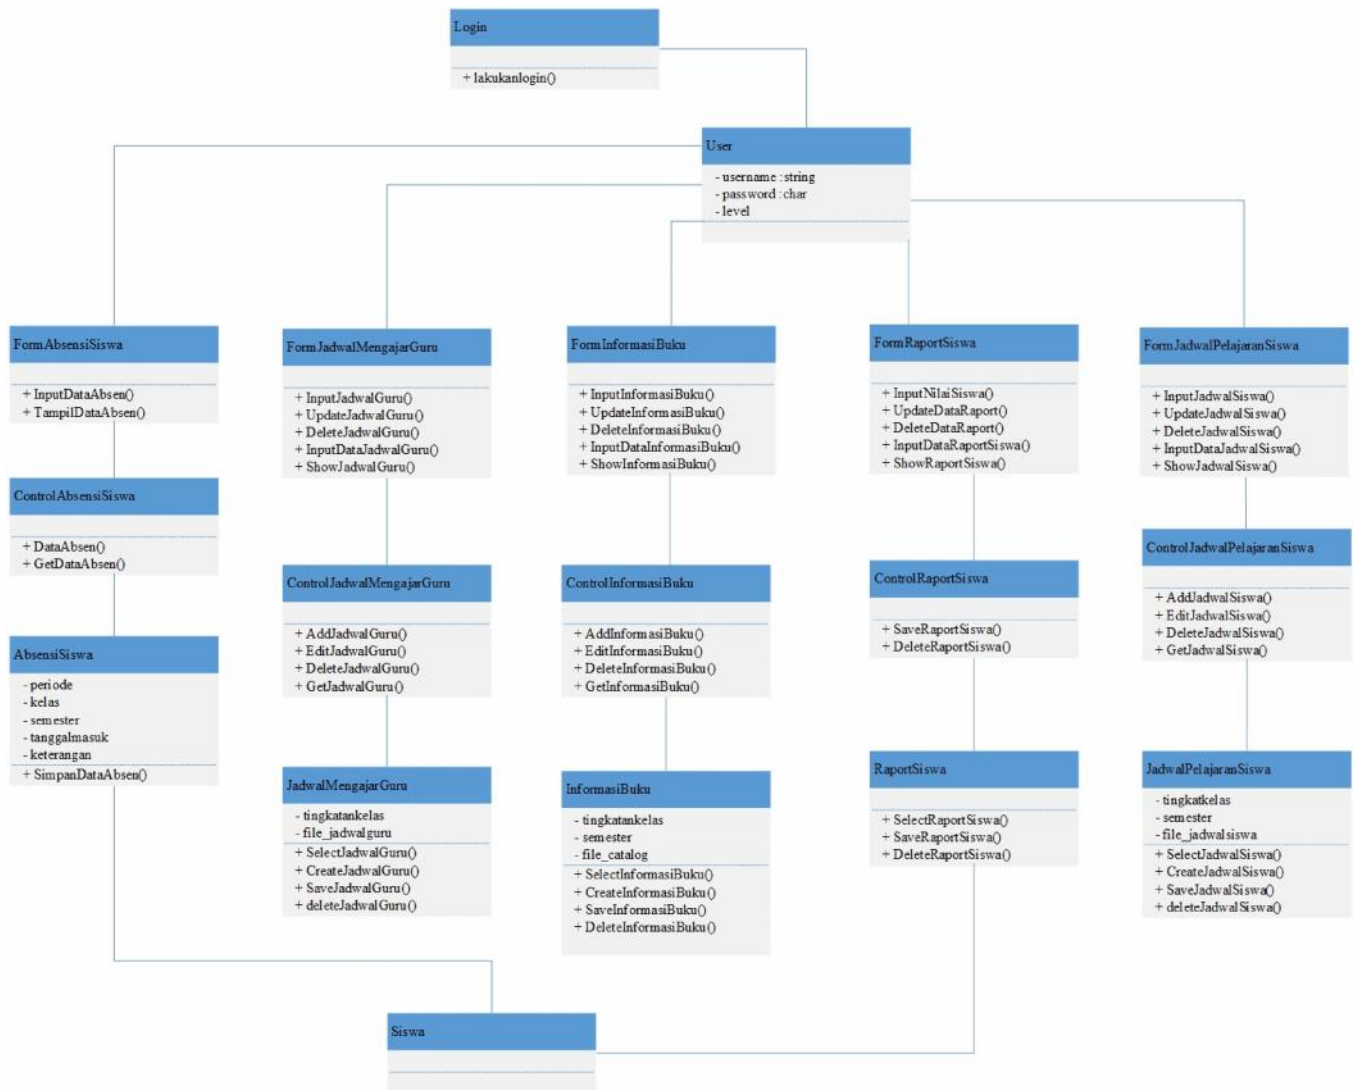 Login
+ lakukanlogin()
User
- username : string
- password : char
- level
FormAbsensiSiswa
+ InputDataAbsen()
+ TampilDataAbsen()
FormJadwalMengajarGuru
+ InputJadwalGuru()
+ UpdateJadwalGuru()
+ DeleteJadwalGuru()
+ InputDataJadwalGuru()
+ ShowJadwalGuru()
FormInformasiBuku
+ InputInformasiBuku()
+ UpdateInformasiBuku()
+ DeleteInformasiBuku()
+ InputDataInformasiBuku()
+ ShowInformasiBuku()
FormRaportSiswa
+ InputNilaiSiswa()
+ UpdateDataRaport()
+ DeleteDataRaport()
+ InputDataRaportSiswa()
+ ShowRaportSiswa()
FormJadwalPelajaranSiswa
+ InputJadwalSiswa()
+ UpdateJadwalSiswa()
+ DeleteJadwalSiswa()
+ InputDataJadwalSiswa()
+ ShowJadwalSiswa()
ControlAbsensiSiswa
+ DataAbsen()
+ GetDataAbsen()
ControlJadwalMengajarGuru
+ AddJadwalGuru()
+ EditJadwalGuru()
+ DeleteJadwalGuru()
+ GetJadwalGuru()
ControlInformasiBuku
+ AddInformasiBuku()
+ EditInformasiBuku()
+ DeleteInformasiBuku()
+ GetInformasiBuku()
ControlRaportSiswa
+ SaveRaportSiswa()
+ DeleteRaportSiswa()
ControlJadwalPelajaranSiswa
+ AddJadwalSiswa()
+ EditJadwalSiswa()
+ DeleteJadwalSiswa()
+ GetJadwalSiswa()
AbsensiSiswa
- periode
- kelas
- semester
- tanggalmasuk
- keterangan
+ SimpanDataAbsen()
JadwalMengajarGuru
- tingkatankelas
- file_jadwalguru
+ SelectJadwalGuru()
+ CreateJadwalGuru()
+ SaveJadwalGuru()
+ deleteJadwalGuru()
InformasiBuku
- tingkatankelas
- semester
- file_catalog
+ SelectInformasiBuku()
+ CreateInformasiBuku()
+ SaveInformasiBuku()
+ DeleteInformasiBuku()
RaportSiswa
+ SelectRaportSiswa()
+ SaveRaportSiswa()
+ DeleteRaportSiswa()
JadwalPelajaranSiswa
- tingkatkelas
- semester
- file_jadwalsiswa
+ SelectJadwalSiswa()
+ CreateJadwalSiswa()
+ SaveJadwalSiswa()
+ deleteJadwalSiswa()
Siswa